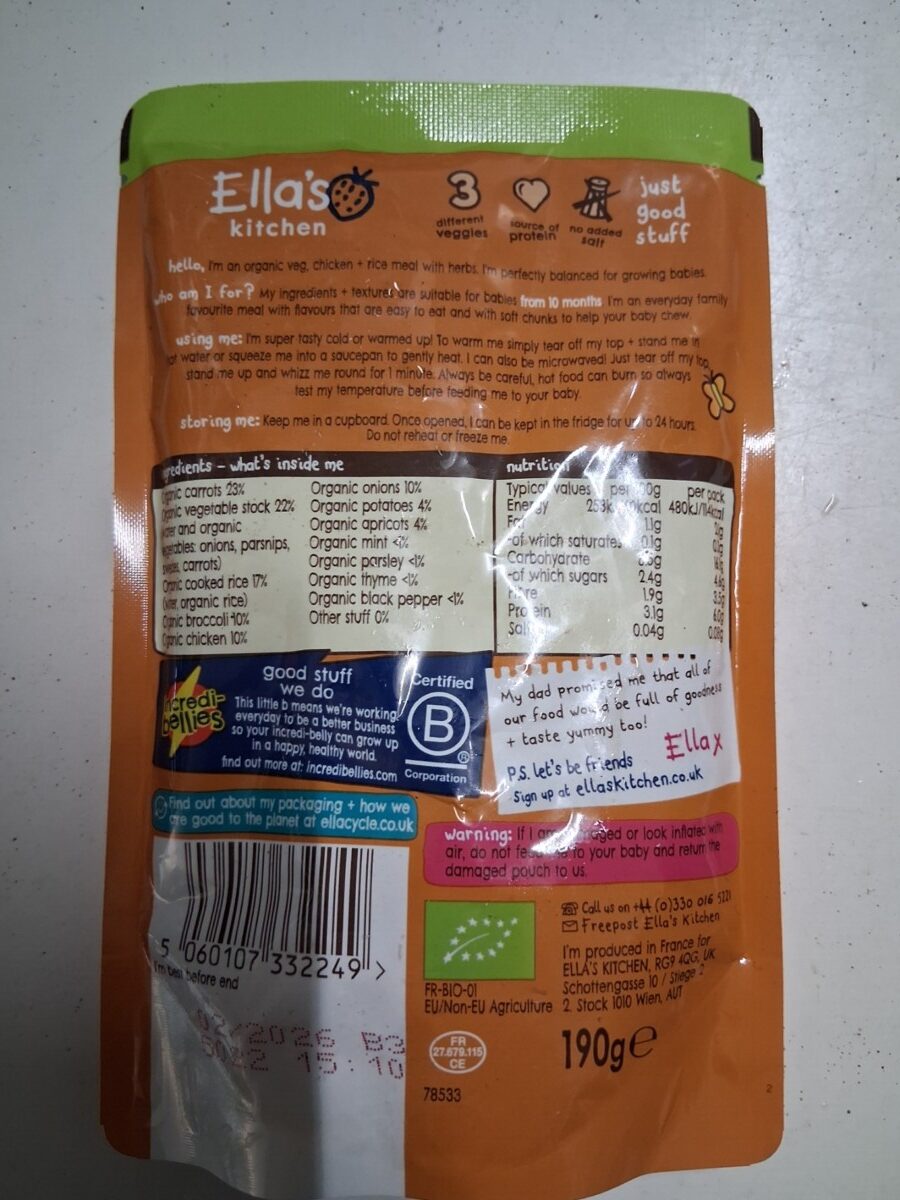 Ella's
kitchen
3
different
veggies
source of
protein
no added
salt
just
good
stuff
hello, I'm an organic veg, chicken + rice meal with herbs. I'm perfectly balanced for growing babies.
who am I for? My ingredients + textures are suitable for babies from 10 months. I'm an everyday family
favourite meal with flavours that are easy to eat and with soft chunks to help your baby chew.
using me: I'm super tasty cold or warmed up! To warm me simply tear off my top + stand me in
hot water or squeeze me into a saucepan to gently heat. I can also be microwaved! Just tear off my top,
stand me up and whizz me round for 1 minute. Always be careful, hot food can burn so always
test my temperature before feeding me to your baby.
storing me: Keep me in a cupboard. Once opened, I can be kept in the fridge for up to 24 hours.
Do not reheat or freeze me.
ingredients - what's inside me
Organic carrots 23%
Organic vegetable stock 22%
water and organic
vegetables: onions, parsnips,
carrots)
Organic cooked rice 17%
(water, organic rice)
Organic broccoli 10%
Organic chicken 10%
Organic onions 10%
Organic potatoes 4%
Organic apricots 4%
Organic mint <1%
Organic parsley <1%
Organic thyme <1%
Organic black pepper <1%
Other stuff 0%
nutrition
Typical values per 100g per pack
Energy 480kJ/114kcal
Fat 1.1g 2g
-of which saturates 0.1g
Carbohydrate
-of which sugars 2.4g
Fibre 1.9g
Protein 3.1g
Salt 0.04g 0.08g
incredi-
bellies
good stuff
we do
This little b means we're working
everyday to be a better business
so your incredi-belly can grow up
in a happy, healthy world.
find out more at: incredibellies.com
Certified
B
®
Corporation
My dad promised me that all of
our food would be full of goodness
+ taste yummy too!
Ella x
P.S. let's be friends
Sign up at ellaskitchen.co.uk
Find out about my packaging + how we
are good to the planet at ellacycle.co.uk
warning: If I am damaged or look inflated with
air, do not feed me to your baby and return the
damaged pouch to us.
5 060107 332249 >
I'm best before end
02/2026 B3
15:10
FR-BIO-01
EU/Non-EU Agriculture
Call us on +44 (0)330 016 5221
Freepost Ella's Kitchen
I'm produced in France for
ELLA'S KITCHEN, RG9 4QG, UK
Schottengasse 10 / Stiege 2
2. Stock 1010 Wien, AUT
FR
27.679.115
CE
190g e
78533
2